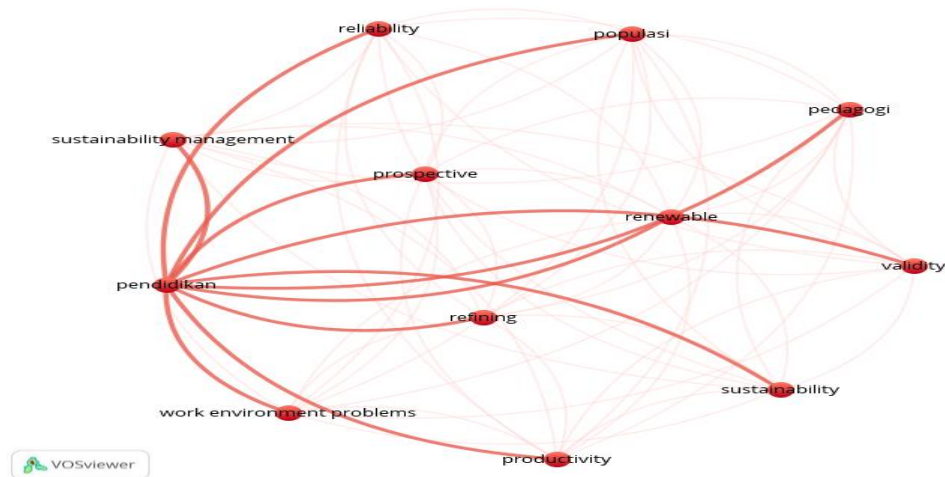 reliability
populasi
pedagogi
sustainability management
prospective
renewable
validity
pendidikan
refining
sustainability
work environment problems
productivity
VOSviewer